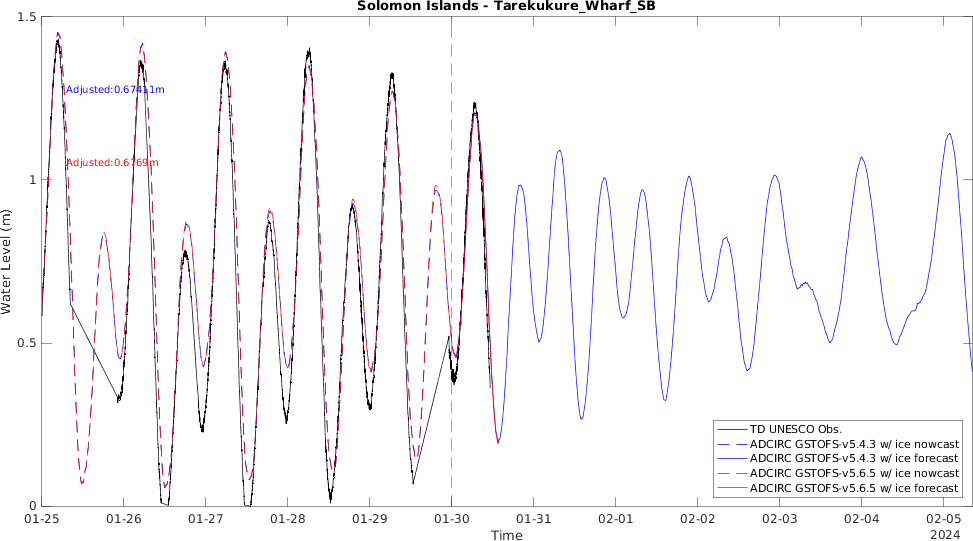 Solomon Islands - Tarekukure_Wharf_SB
1.5
1
0.5
0
Water Level (m)
Adjusted:0.67411m
Adjusted:0.6769m
TD UNESCO Obs.
ADCIRC GSTOFS-v5.4.3 w/ ice nowcast
ADCIRC GSTOFS-v5.4.3 w/ ice forecast
ADCIRC GSTOFS-v5.6.5 w/ ice nowcast
ADCIRC GSTOFS-v5.6.5 w/ ice forecast
01-25 01-26 01-27 01-28 01-29 01-30 01-31 02-01 02-02 02-03 02-04 02-05
2024
Time